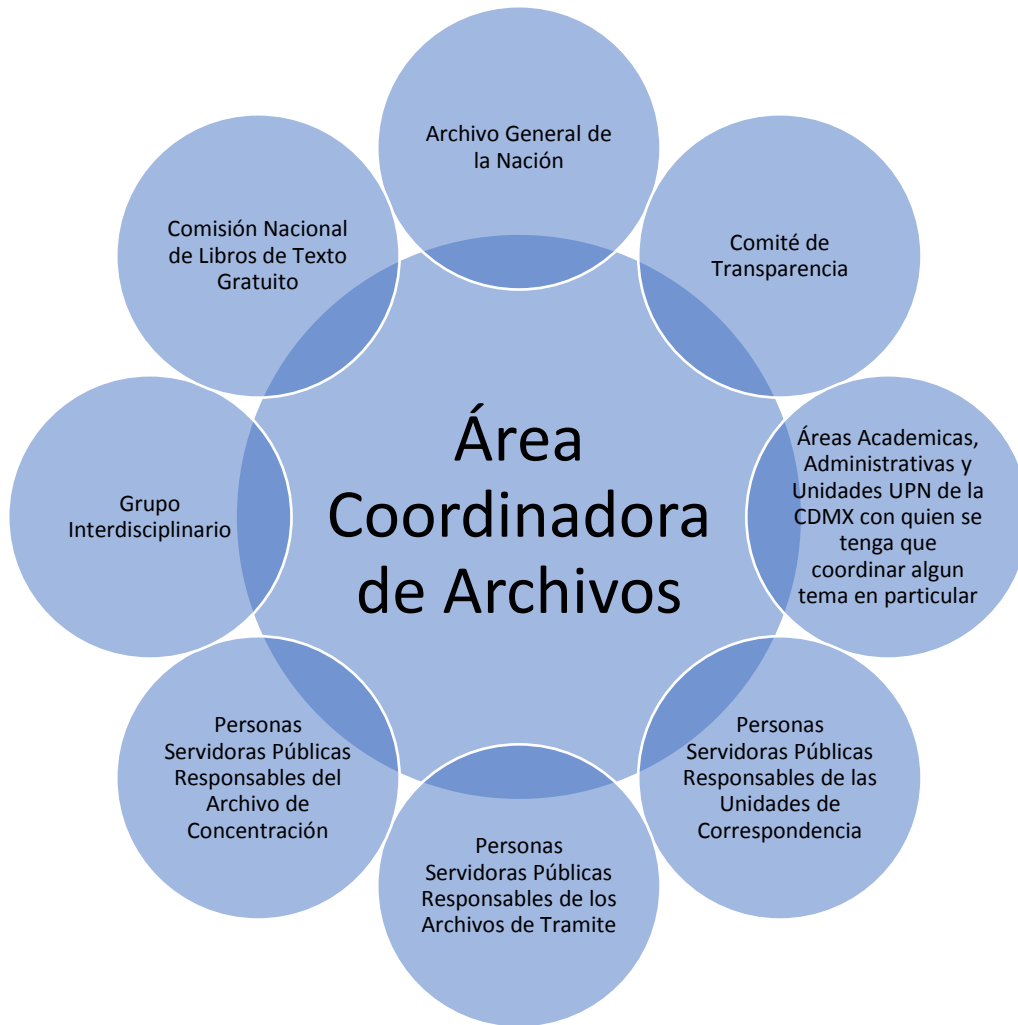 Archivo General de
la Nación
Comité de
Transparencia
Áreas Academicas,
Administrativas y
Unidades UPN de la
CDMX con quien se
tenga que
coordinar algun
tema en particular
Personas
Servidoras Públicas
Responsables de las
Unidades de
Correspondencia
Personas
Servidoras Públicas
Responsables de los
Archivos de Tramite
Personas
Servidoras Públicas
Responsables del
Archivo de
Concentración
Grupo
Interdisciplinario
Comisión Nacional
de Libros de Texto
Gratuito
Área
Coordinadora
de Archivos